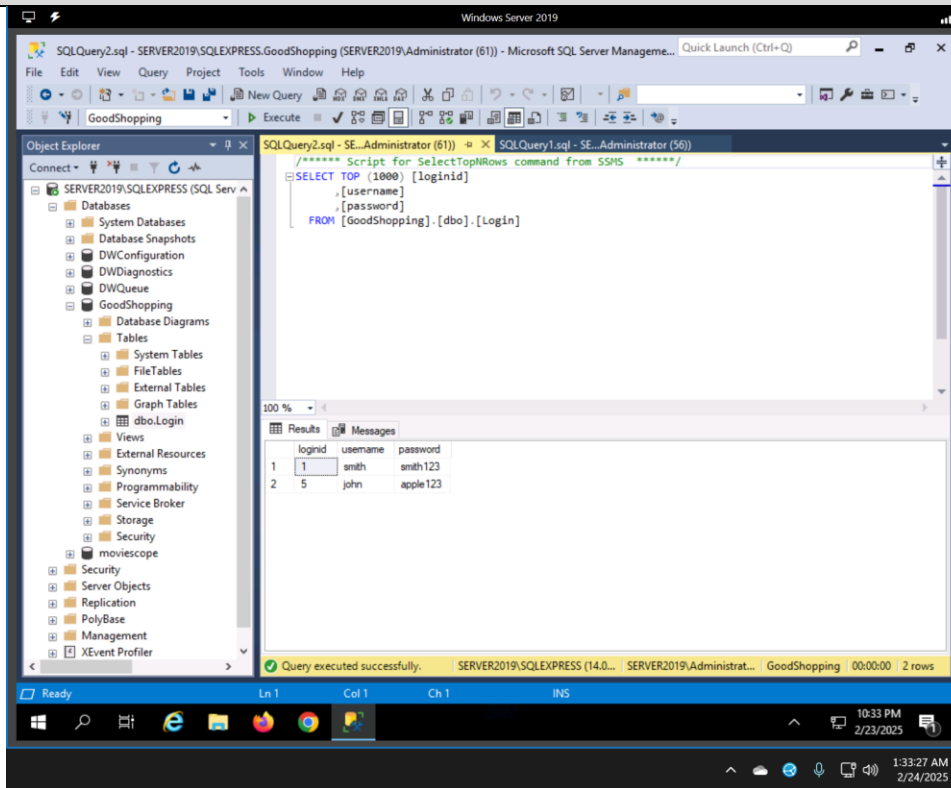 Windows Server 2019
SQLQuery2.sql - SERVER2019\SQLEXPRESS.GoodShopping (SERVER2019\Administrator (61)) - Microsoft SQL Server Manageme...
Quick Launch (Ctrl+Q)
File Edit View Query Project Tools Window Help
New Query
GoodShopping
Execute
Object Explorer
SQLQuery2.sql - SE...Administrator (61))
SQLQuery1.sql - SE...Administrator (56))
Connect
SERVER2019\SQLEXPRESS (SQL Serv
Databases
System Databases
Database Snapshots
DWConfiguration
DWDiagnostics
DWQueue
GoodShopping
Database Diagrams
Tables
System Tables
FileTables
External Tables
Graph Tables
dbo.Login
Views
External Resources
Synonyms
Programmability
Service Broker
Storage
Security
moviescope
Security
Server Objects
Replication
PolyBase
Management
XEvent Profiler
/****** Script for SelectTopNRows command from SSMS ******/
SELECT TOP (1000) [loginid]
,[username]
,[password]
FROM [GoodShopping].[dbo].[Login]
100 %
Results Messages
loginid username password
1 1 smith smith123
2 5 john apple123
Query executed successfully. SERVER2019\SQLEXPRESS (14.0... SERVER2019\Administrat... GoodShopping 00:00:00 2 rows
Ready Ln 1 Col 1 Ch 1 INS
10:33 PM
2/23/2025
1:33:27 AM
2/24/2025